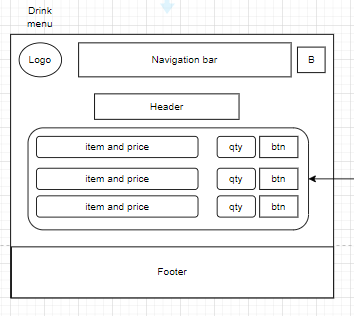 Drink
menu
Logo
Navigation bar
B
Header
item and price
qty
btn
item and price
qty
btn
item and price
qty
btn
Footer